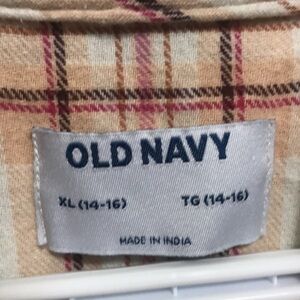 OLD NAVY
XL (14-16) TG (14-16)
MADE IN INDIA